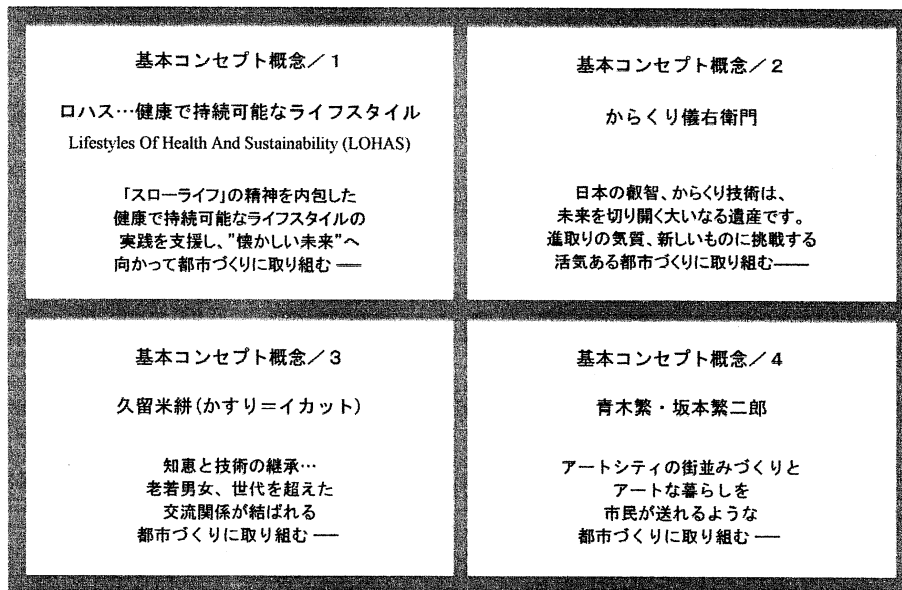 基本コンセプト概念／1
ロハス…健康で持続可能なライフスタイル
Lifestyles Of Health And Sustainability (LOHAS)
「スローライフ」の精神を内包した
健康で持続可能なライフスタイルの
実践を支援し、"懐かしい未来"へ
向かって都市づくりに取り組む ──
基本コンセプト概念／2
からくり儀右衛門
日本の叡智、からくり技術は、
未来を切り開く大いなる遺産です。
進取りの気質、新しいものに挑戦する
活気ある都市づくりに取り組む──
基本コンセプト概念／3
久留米絣(かすり＝イカット)
知恵と技術の継承…
老若男女、世代を超えた
交流関係が結ばれる
都市づくりに取り組む ──
基本コンセプト概念／4
青木繁・坂本繁二郎
アートシティの街並みづくりと
アートな暮らしを
市民が送れるような
都市づくりに取り組む ──